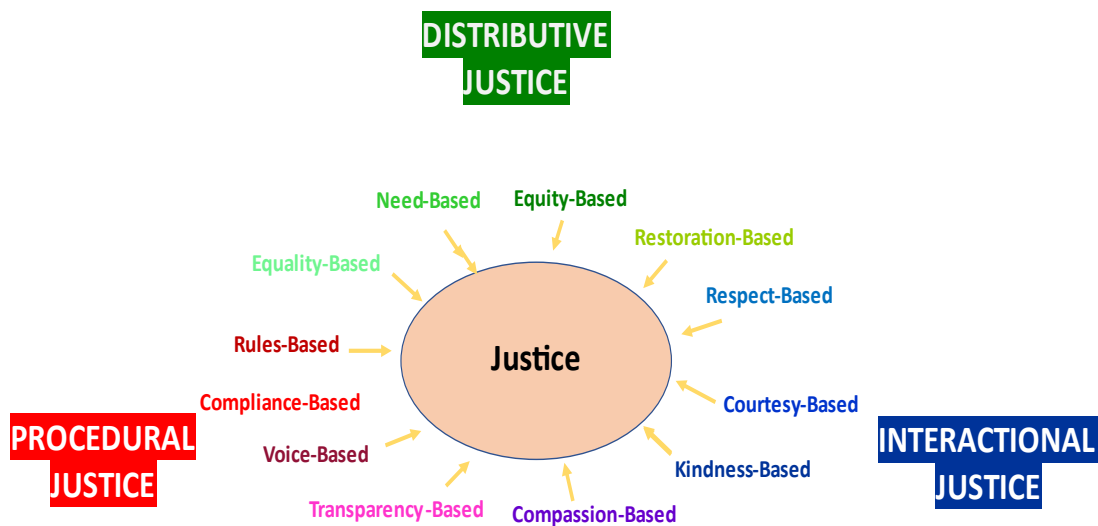 DISTRIBUTIVE
JUSTICE
Need-Based
Equity-Based
Restoration-Based
Equality-Based
Respect-Based
Rules-Based
Justice
Compliance-Based
Courtesy-Based
PROCEDURAL
JUSTICE
INTERACTIONAL
JUSTICE
Voice-Based
Kindness-Based
Transparency-Based
Compassion-Based